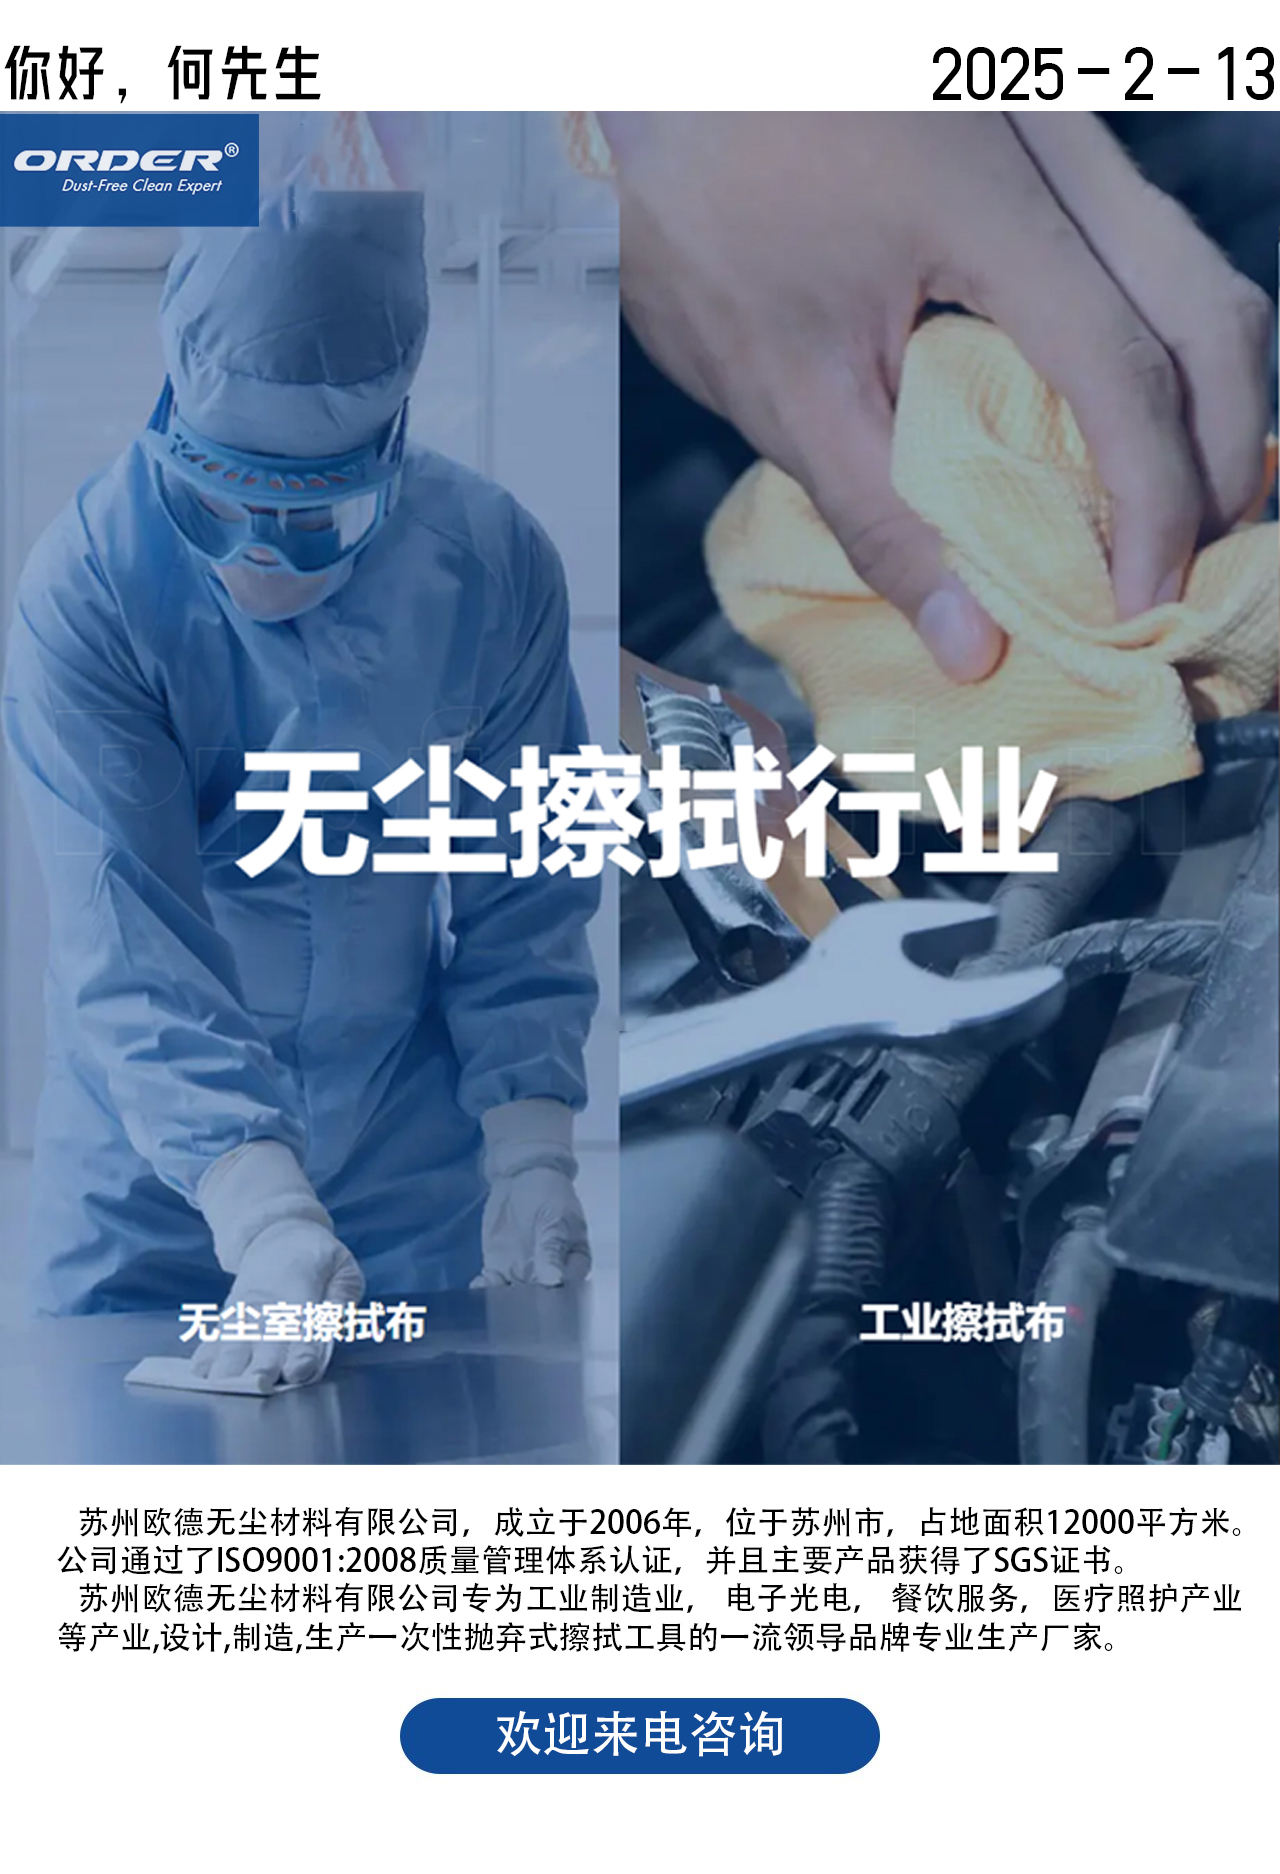 你好，何先生
2025-2-13
ORDER®
Dust-Free Clean Expert
无尘擦拭行业
无尘室擦拭布
工业擦拭布
苏州欧德无尘材料有限公司，成立于2006年，位于苏州市，占地面积12000平方米。
公司通过了ISO9001:2008质量管理体系认证，并且主要产品获得了SGS证书。
苏州欧德无尘材料有限公司专为工业制造业， 电子光电， 餐饮服务，医疗照护产业
等产业,设计,制造,生产一次性抛弃式擦拭工具的一流领导品牌专业生产厂家。
欢迎来电咨询